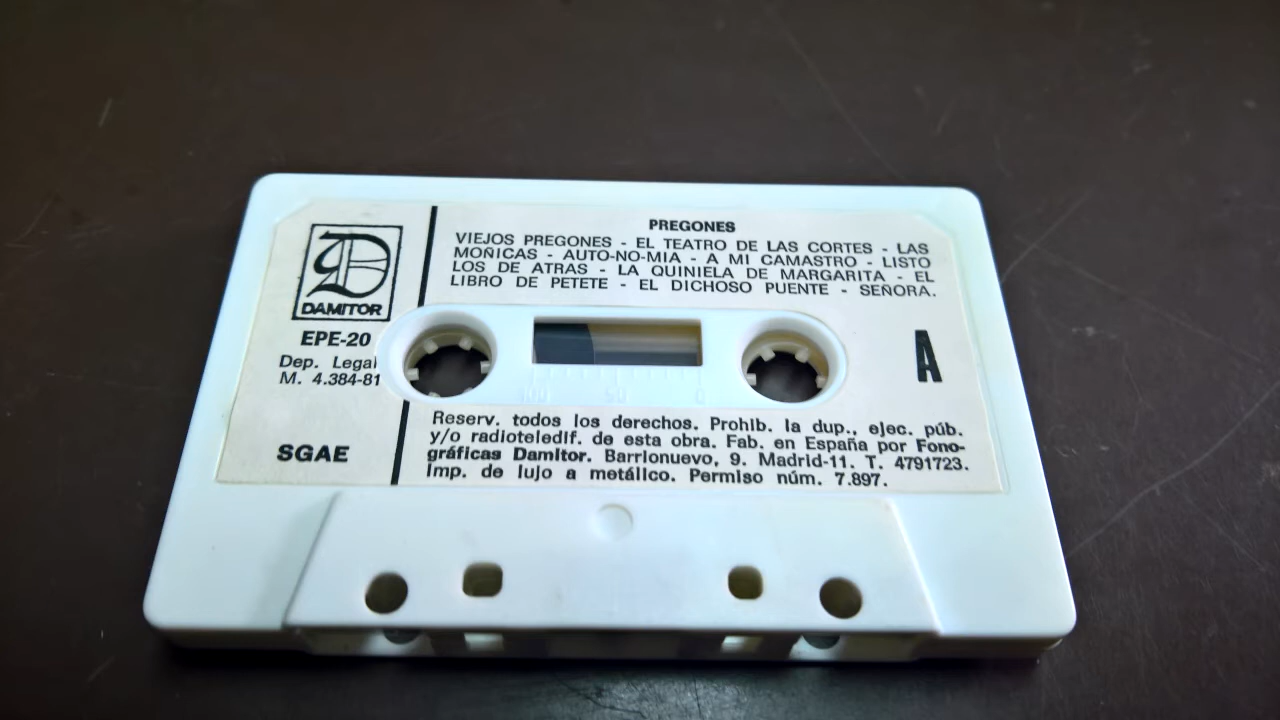 DAMITOR
EPE-20
Dep. Legal
M. 4.384-81
SGAE
PREGONES
VIEJOS PREGONES - EL TEATRO DE LAS CORTES - LAS
MOÑICAS - AUTO-NO-MIA - A MI CAMASTRO - LISTO
LOS DE ATRAS - LA QUINIELA DE MARGARITA - EL
LIBRO DE PETETE - EL DICHOSO PUENTE - SEÑORA.
A
100 50 0
Reserv. todos los derechos. Prohib. la dup., ejec. púb.
y/o radioteledif. de esta obra. Fab. en España por Fono-
gráficas Damitor. Barrionuevo, 9. Madrid-11. T. 4791723.
Imp. de lujo a metálico. Permiso núm. 7.897.